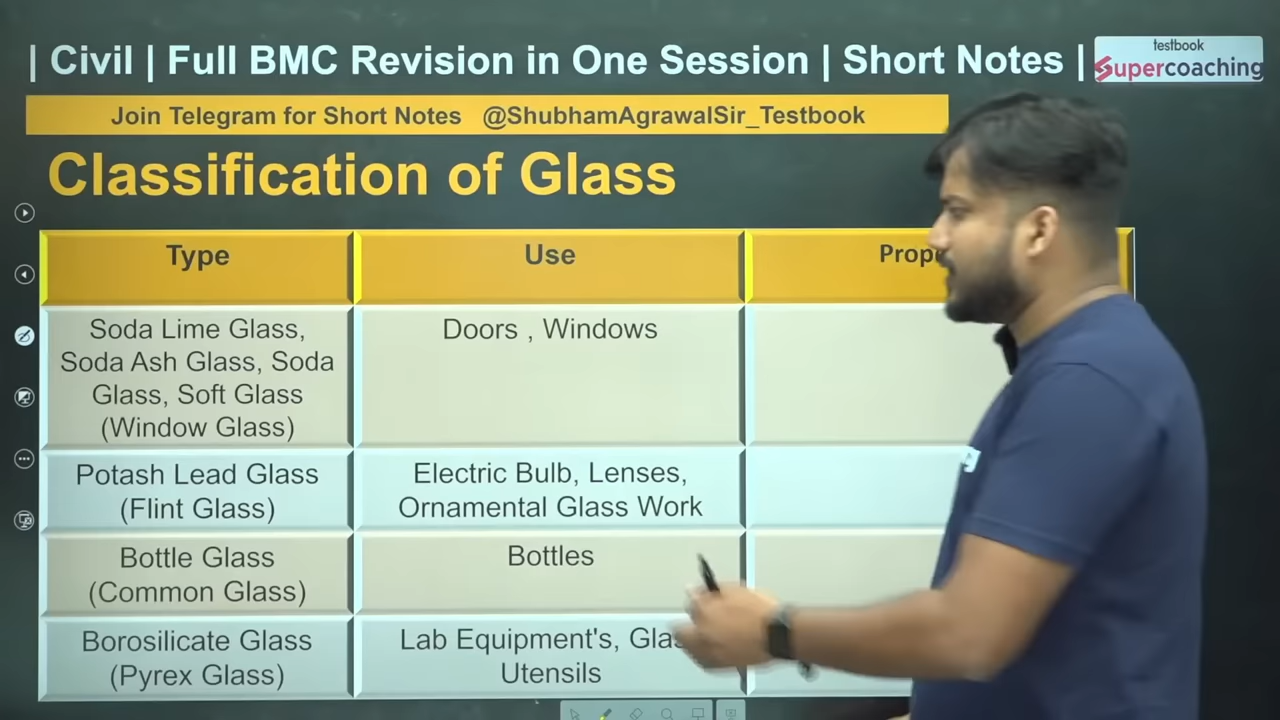 | Civil | Full BMC Revision in One Session | Short Notes |
testbook
Supercoaching
Join Telegram for Short Notes @ShubhamAgrawalSir_Testbook
Classification of Glass
Type Use
Soda Lime Glass,
Soda Ash Glass, Soda
Glass, Soft Glass
(Window Glass)
Doors , Windows
Potash Lead Glass
(Flint Glass)
Electric Bulb, Lenses,
Ornamental Glass Work
Bottle Glass
(Common Glass)
Bottles
Borosilicate Glass
(Pyrex Glass)
Lab Equipment's,
Utensils